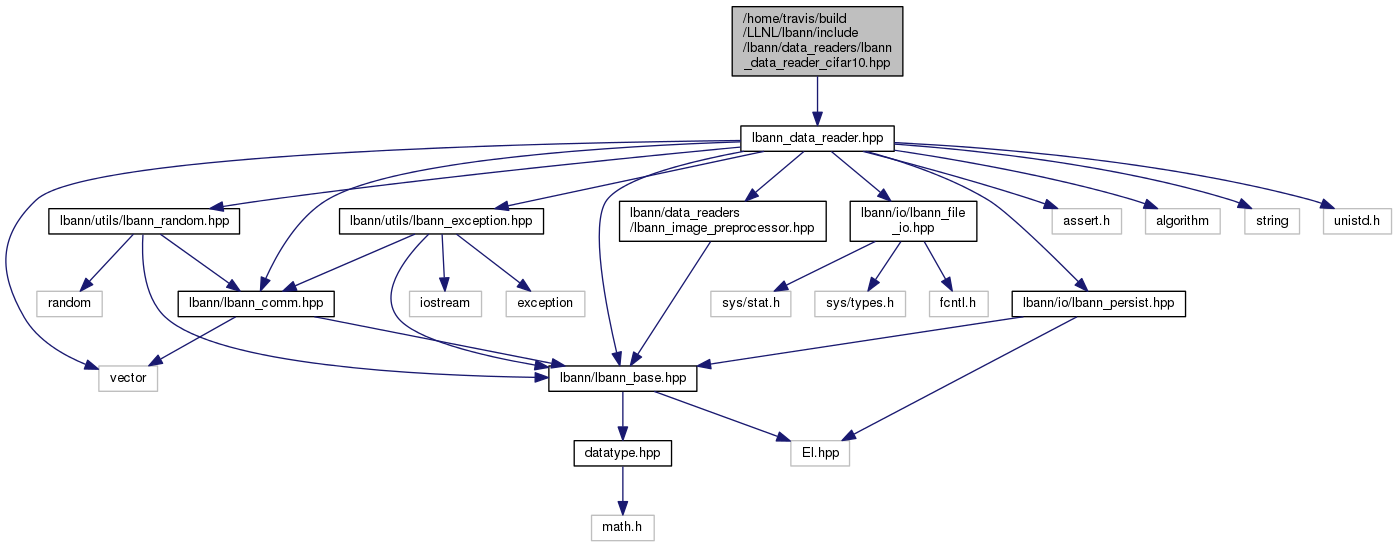 /home/travis/build
/LLNL/lbann/include
/lbann/data_readers/lbann
_data_reader_cifar10.hpp
lbann_data_reader.hpp
lbann/utils/lbann_random.hpp
lbann/utils/lbann_exception.hpp
lbann/data_readers
/lbann_image_preprocessor.hpp
lbann/io/lbann_file
_io.hpp
assert.h
algorithm
string
unistd.h
random
lbann/lbann_comm.hpp
iostream
exception
sys/stat.h
sys/types.h
fcntl.h
lbann/io/lbann_persist.hpp
vector
lbann/lbann_base.hpp
datatype.hpp
El.hpp
math.h